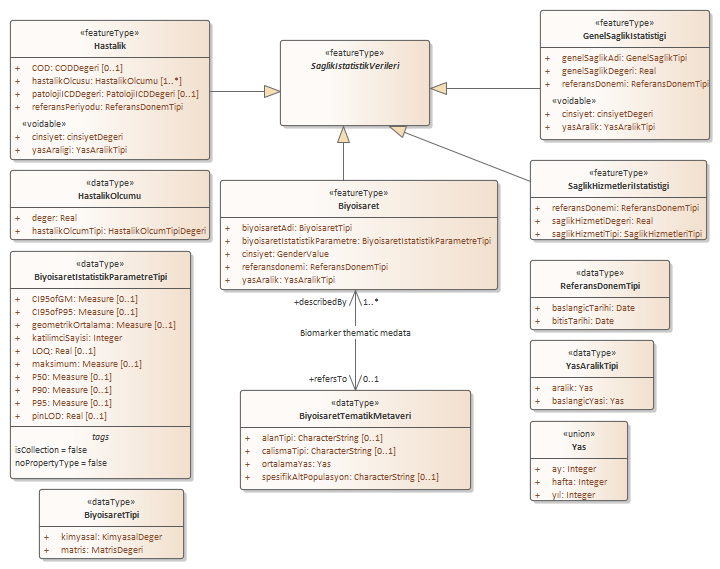 «featureType»
Hastalik
+ COD: CODDegeri [0..1]
+ hastalikOlcusu: HastalikOlcumu [1..*]
+ patolojiICDDegeri: PatolojiICDDegeri [0..1]
+ referansPeriyodu: ReferansDonemTipi
«voidable»
+ cinsiyet: cinsiyetDegeri
+ yasAraligi: YasAralikTipi
«featureType»
SaglikIstatistikVerileri
«featureType»
GenelSaglikIstatistigi
+ genelSaglikAdi: GenelSaglikTipi
+ genelSaglikDegeri: Real
+ referansDonemi: ReferansDonemTipi
«voidable»
+ cinsiyet: cinsiyetDegeri
+ yasAralik: YasAralikTipi
«dataType»
HastalikOlcumu
+ deger: Real
+ hastalikOlcumTipi: HastalikOlcumTipiDegeri
«featureType»
Biyoisaret
+ biyoisaretAdi: BiyoisaretTipi
+ biyoisaretIstatistikParametre: BiyoisaretIstatistikParametreTipi
+ cinsiyet: GenderValue
+ referansdonemi: ReferansDonemTipi
+ yasAralik: YasAralikTipi
«featureType»
SaglikHizmetleriIstatistigi
+ referansDonemi: ReferansDonemTipi
+ saglikHizmetiDegeri: Real
+ saglikHizmetiTipi: SaglikHizmetleriTipi
«dataType»
BiyoisaretIstatistikParametreTipi
+ CI95ofGM: Measure [0..1]
+ CI95ofP95: Measure [0..1]
+ geometrikOrtalama: Measure [0..1]
+ katilimciSayisi: Integer
+ LOQ: Real [0..1]
+ maksimum: Measure [0..1]
+ P50: Measure [0..1]
+ P90: Measure [0..1]
+ P95: Measure [0..1]
+ pinLOD: Real [0..1]
tags
isCollection = false
noPropertyType = false
+describedBy 1..*
Biomarker thematic medata
+refersTo 0..1
«dataType»
ReferansDonemTipi
+ baslangicTarihi: Date
+ bitisTarihi: Date
«dataType»
YasAralikTipi
+ aralik: Yas
+ baslangicYasi: Yas
«dataType»
BiyoisaretTematikMetaveri
+ alanTipi: CharacterString [0..1]
+ calismaTipi: CharacterString [0..1]
+ ortalamaYas: Yas
+ spesifikAltPopulasyon: CharacterString [0..1]
«union»
Yas
+ ay: Integer
+ hafta: Integer
+ yıl: Integer
«dataType»
BiyoisaretTipi
+ kimyasal: KimyasalDeger
+ matris: MatrisDegeri